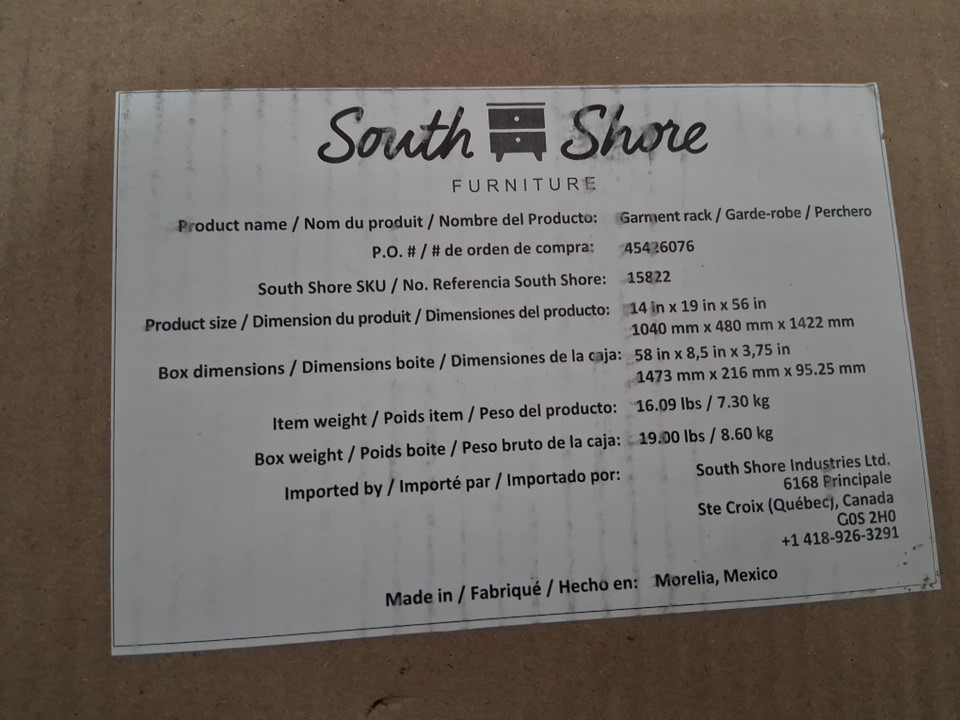 South Shore
FURNITURE
Product name / Nom du produit / Nombre del Producto: Garment rack / Garde-robe / Perchero
P.O. # / # de orden de compra: 45426076
South Shore SKU / No. Referencia South Shore: 15822
Product size / Dimension du produit / Dimensiones del producto: 14 in x 19 in x 56 in
1040 mm x 480 mm x 1422 mm
Box dimensions / Dimensions boite / Dimensiones de la caja: 58 in x 8,5 in x 3,75 in
1473 mm x 216 mm x 95.25 mm
Item weight / Poids item / Peso del producto: 16.09 lbs / 7.30 kg
Box weight / Poids boite / Peso bruto de la caja: 19.00 lbs / 8.60 kg
Imported by / Importé par / Importado por: South Shore Industries Ltd.
6168 Principale
Ste Croix (Québec), Canada
G0S 2H0
+1 418-926-3291
Made in / Fabriqué / Hecho en: Morelia, Mexico